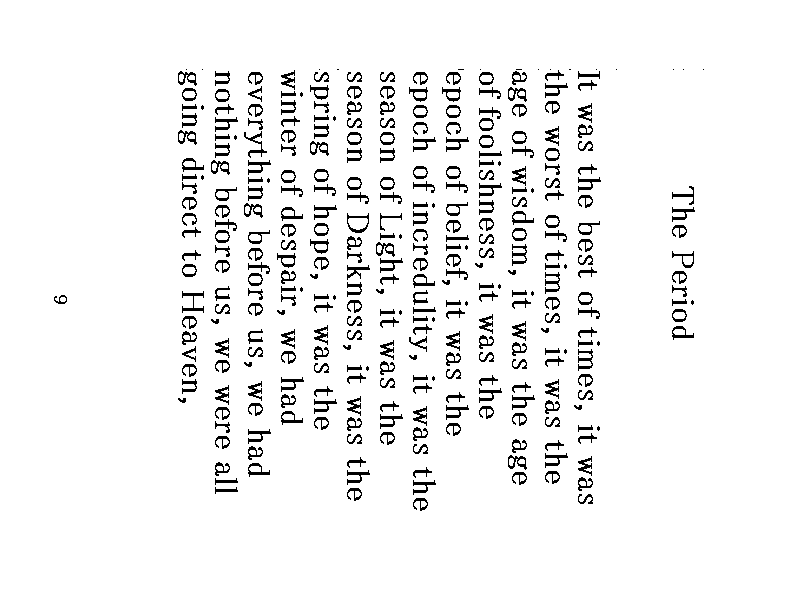 The Period
It was the best of times, it was
the worst of times, it was the
age of wisdom, it was the age
of foolishness, it was the
epoch of belief, it was the
epoch of incredulity, it was the
season of Light, it was the
season of Darkness, it was the
spring of hope, it was the
winter of despair, we had
everything before us, we had
nothing before us, we were all
going direct to Heaven,
9